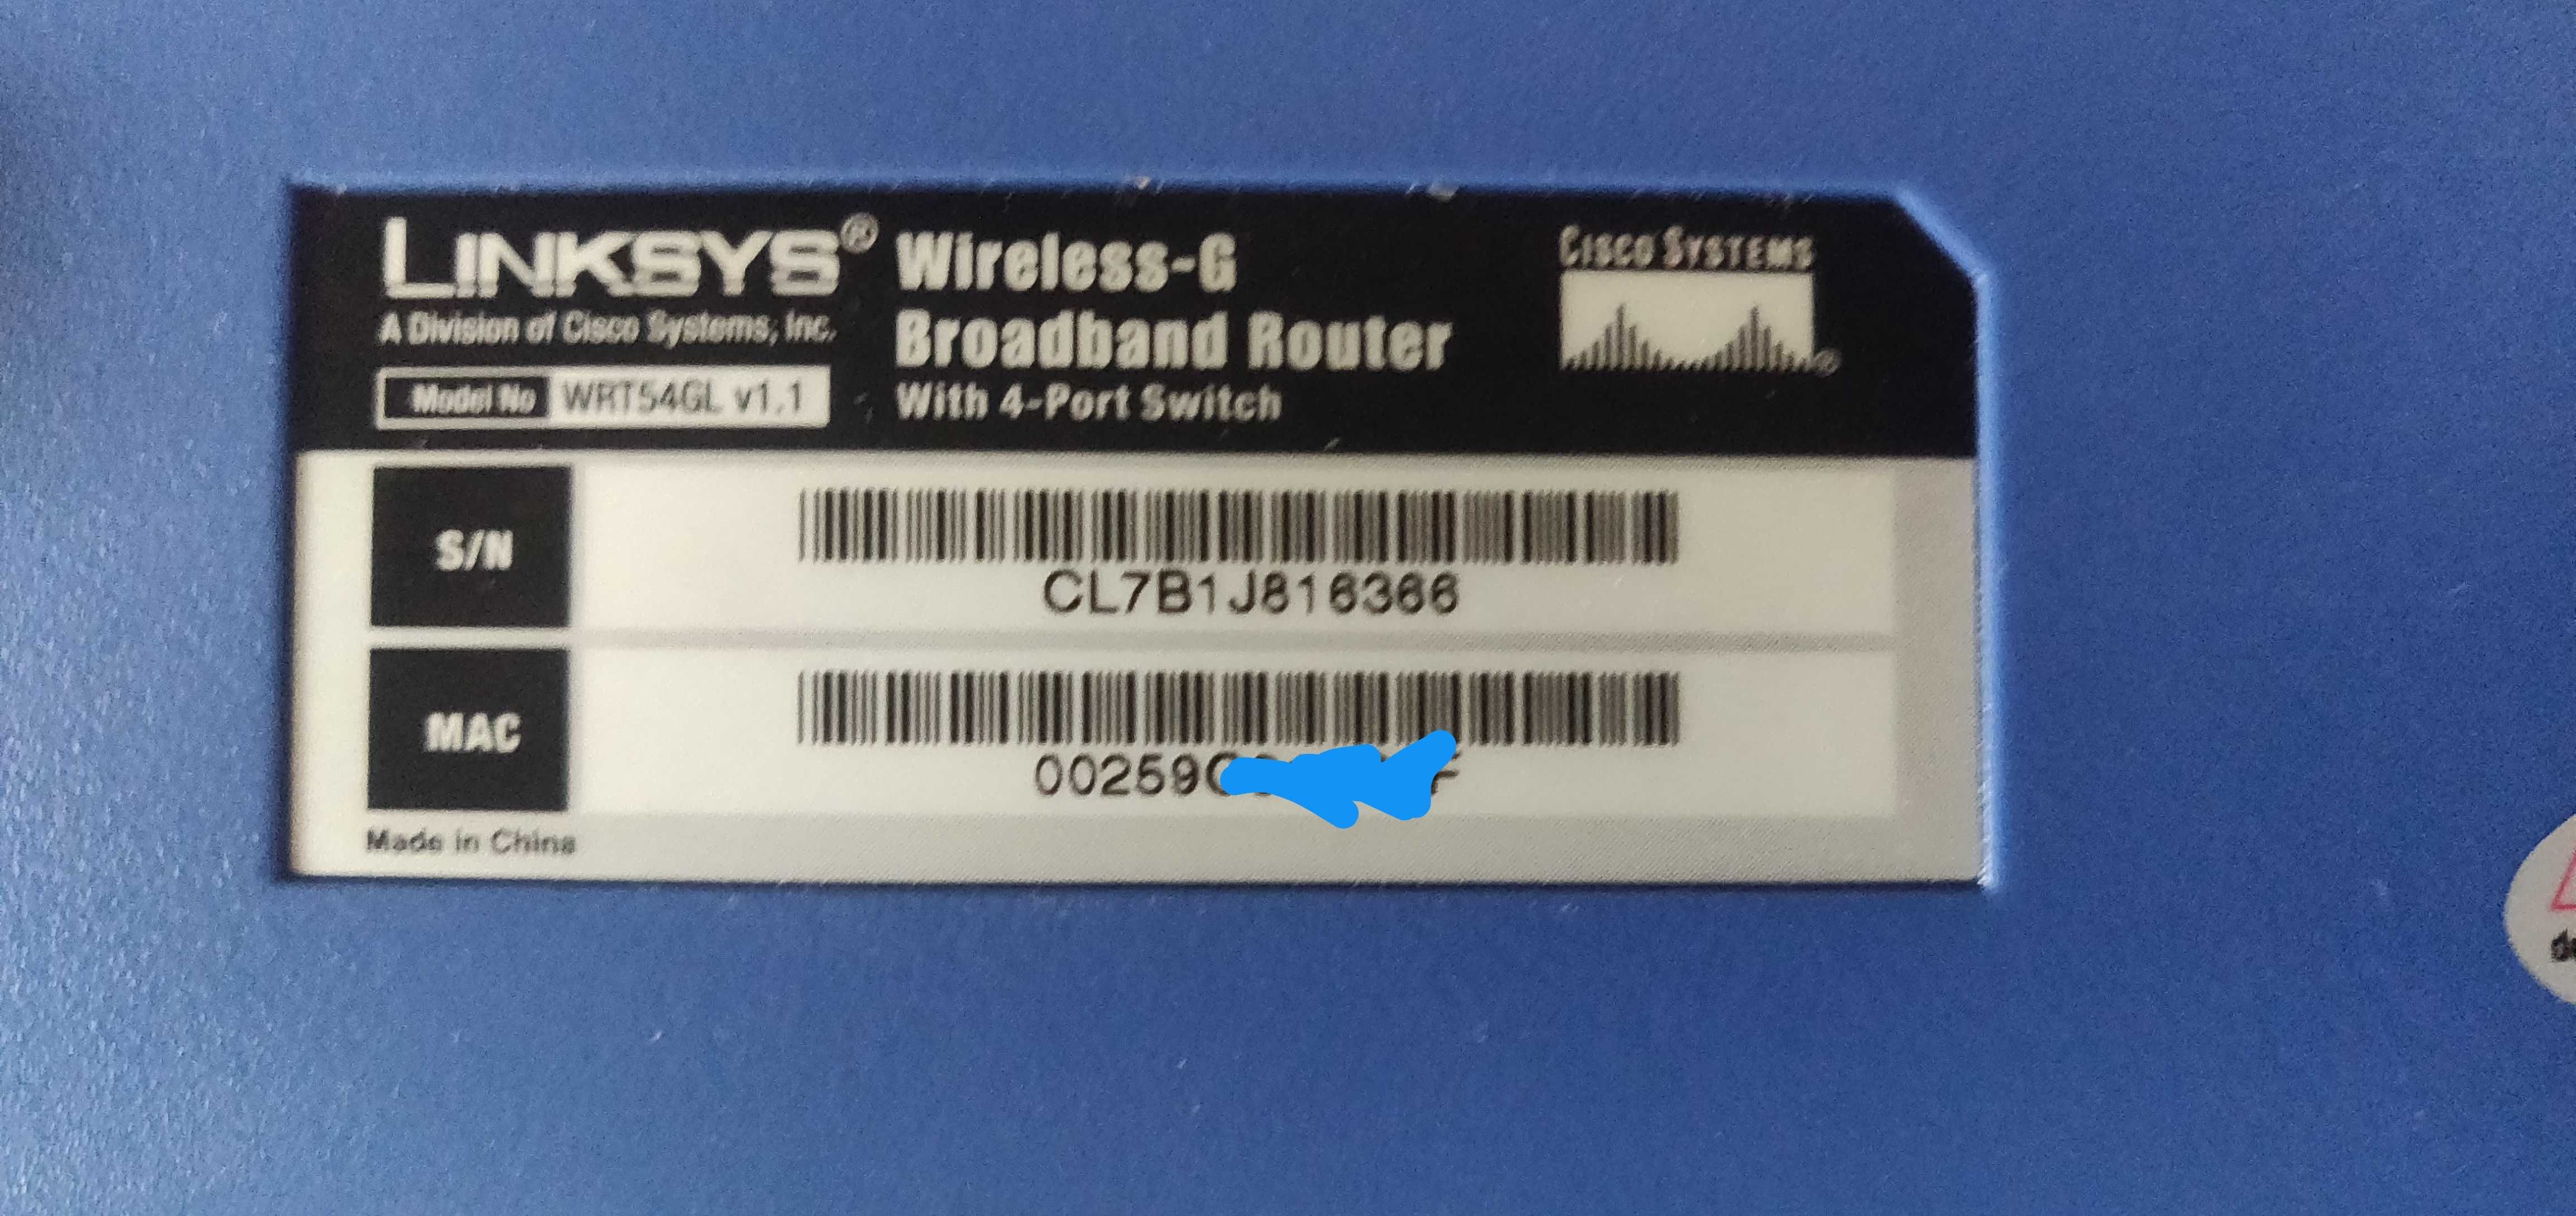 LINKSYS®
A Division of Cisco Systems, Inc.
Model No WRT54GL v1.1
Wireless-G
Broadband Router
With 4-Port Switch
CISCO SYSTEMS
®
S/N
CL7B1J816366
MAC
00259
Made in China